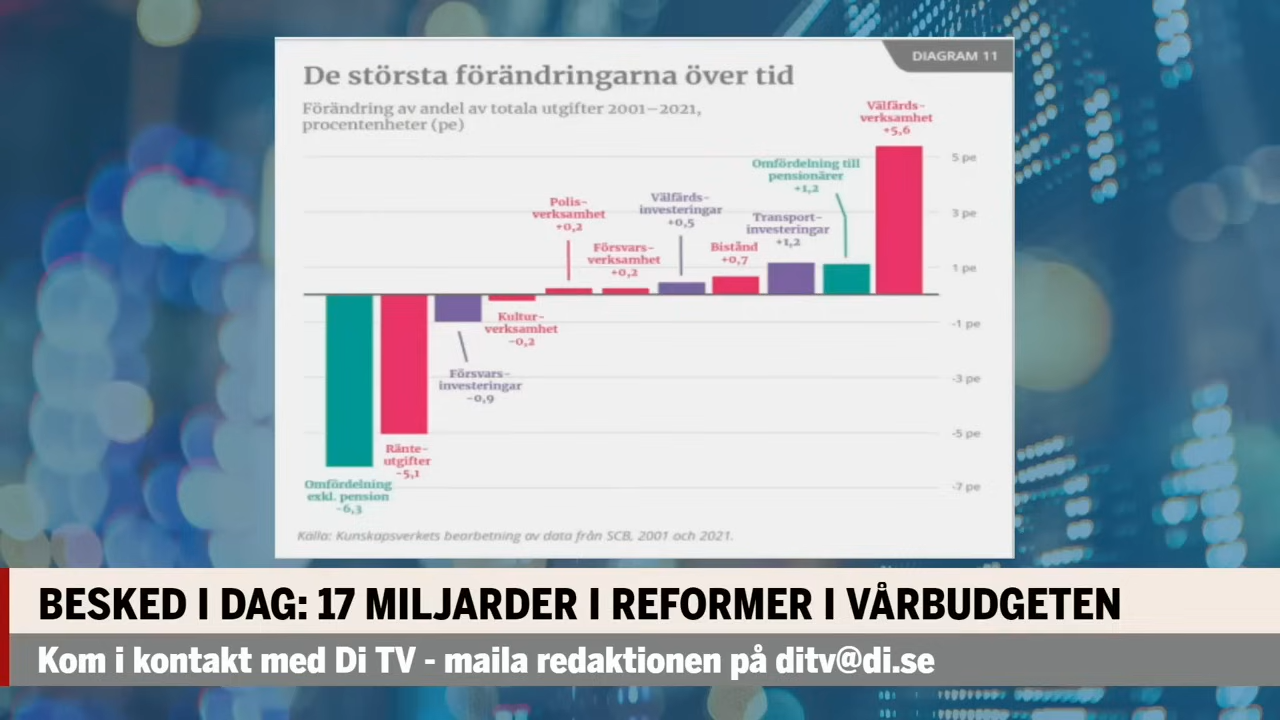 DIAGRAM 11
De största förändringarna över tid
Förändring av andel av totala utgifter 2001–2021,
procentenheter (pe)
Välfärds-
verksamhet
+5,6
5 pe
Omfördelning till
pensionärer
+1,2
Polis-
verksamhet
+0,2
Välfärds-
investeringar
+0,5
3 pe
Transport-
investeringar
+1,2
Försvars-
verksamhet
+0,2
Bistånd
+0,7
1 pe
Kultur-
verksamhet
-0,2
-1 pe
Försvars-
investeringar
-0,9
-3 pe
Ränte-
utgifter
-5,1
-5 pe
Omfördelning
exkl. pension
-6,3
-7 pe
Källa: Kunskapsverkets bearbetning av data från SCB, 2001 och 2021.
BESKED I DAG: 17 MILJARDER I REFORMER I VÅRBUDGETEN
Kom i kontakt med Di TV - maila redaktionen på ditv@di.se